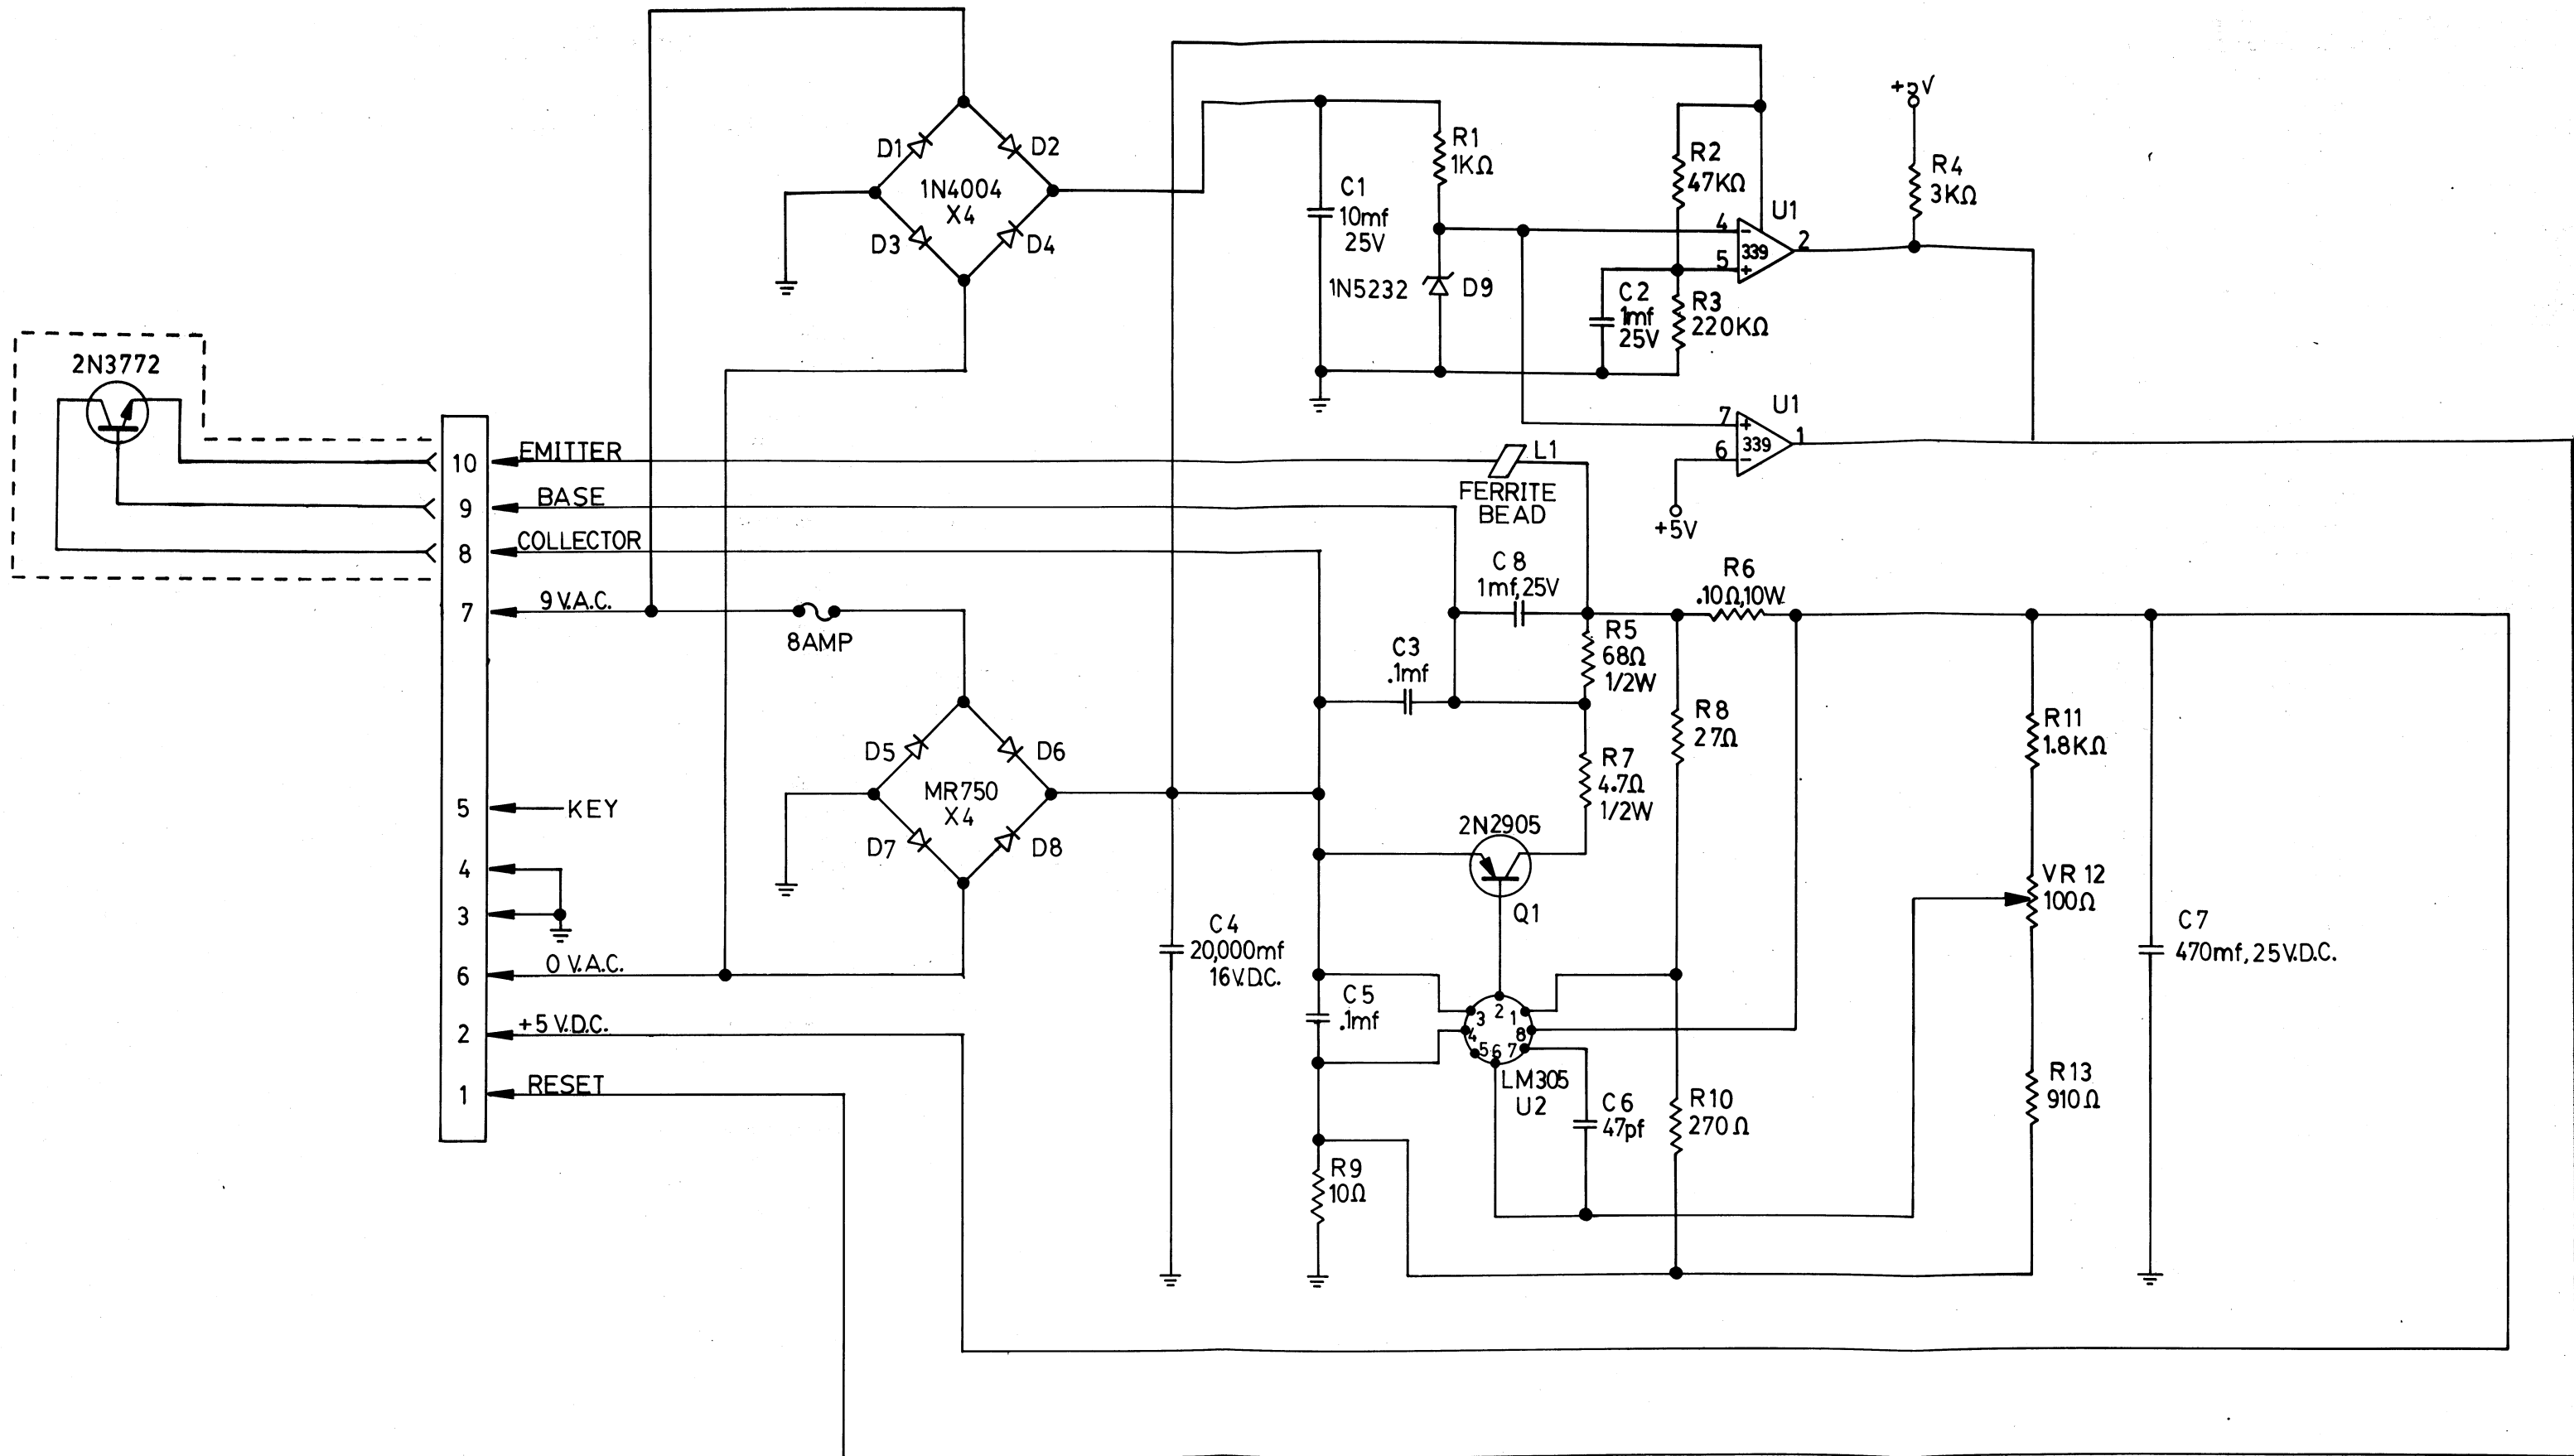 +5V
D1
D2
1N4004
X4
D3
D4
R1
1KΩ
C1
10mf
25V
1N5232
D9
R2
47KΩ
C2
1mf
25V
R3
220KΩ
4
-
5
+
339
U1
2
R4
3KΩ
2N3772
7
+
6
-
339
U1
1
+5V
10
EMITTER
L1
FERRITE
BEAD
9
BASE
8
COLLECTOR
7
9 V.A.C.
8AMP
C 8
1mf,25V
R6
.10Ω,10W
C3
.1mf
R5
68Ω
1/2W
R8
27Ω
R11
1.8KΩ
D5
D6
MR750
X4
D7
D8
R7
4.7Ω
1/2W
5
KEY
2N2905
Q1
4
3
VR 12
100Ω
C4
20,000mf
16V.D.C.
C7
470mf,25V.D.C.
6
0 V.A.C.
C5
.1mf
3
2
1
4
8
5
6
7
LM305
U2
2
+5 V.D.C.
1
RESET
C6
47pf
R10
270Ω
R13
910Ω
R9
10Ω